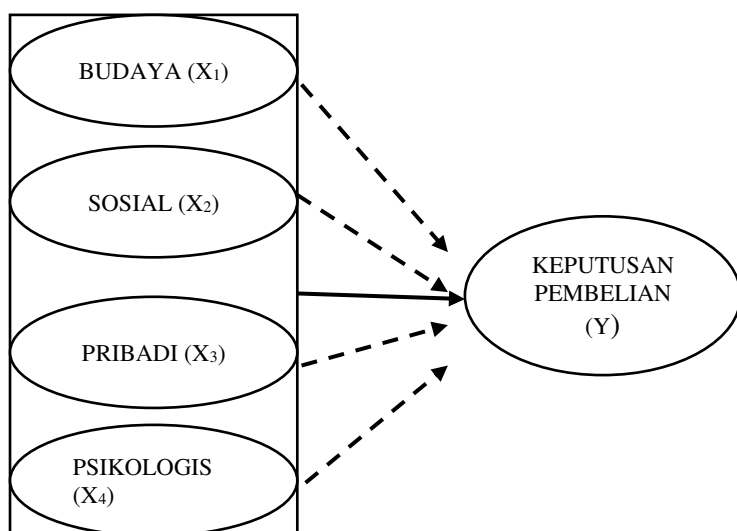 BUDAYA (X₁)
SOSIAL (X₂)
KEPUTUSAN
PEMBELIAN
(Y)
PRIBADI (X₃)
PSIKOLOGIS
(X₄)